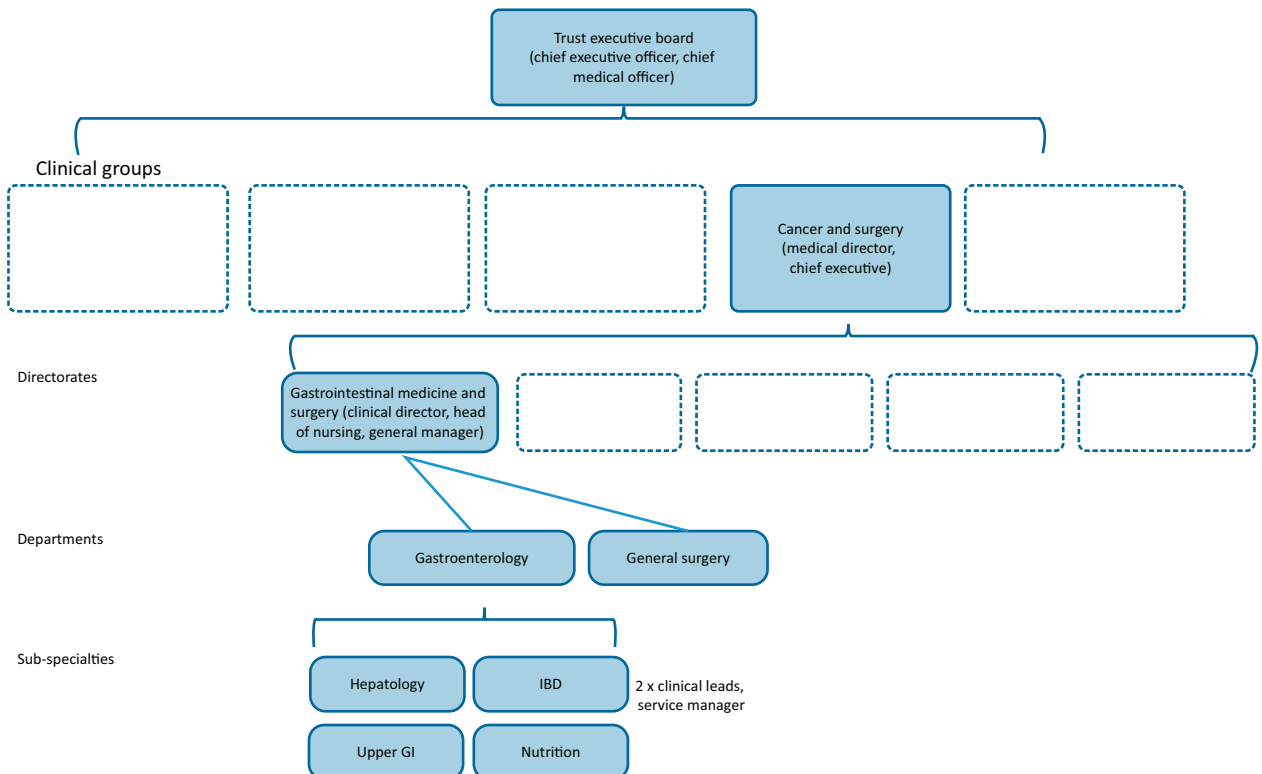 Trust executive board
(chief executive officer, chief
medical officer)
Clinical groups
Cancer and surgery
(medical director,
chief executive)
Directorates
Gastrointestinal medicine and
surgery (clinical director, head
of nursing, general manager)
Departments
Gastroenterology
General surgery
Sub-specialties
Hepatology
IBD
2 x clinical leads,
service manager
Upper GI
Nutrition